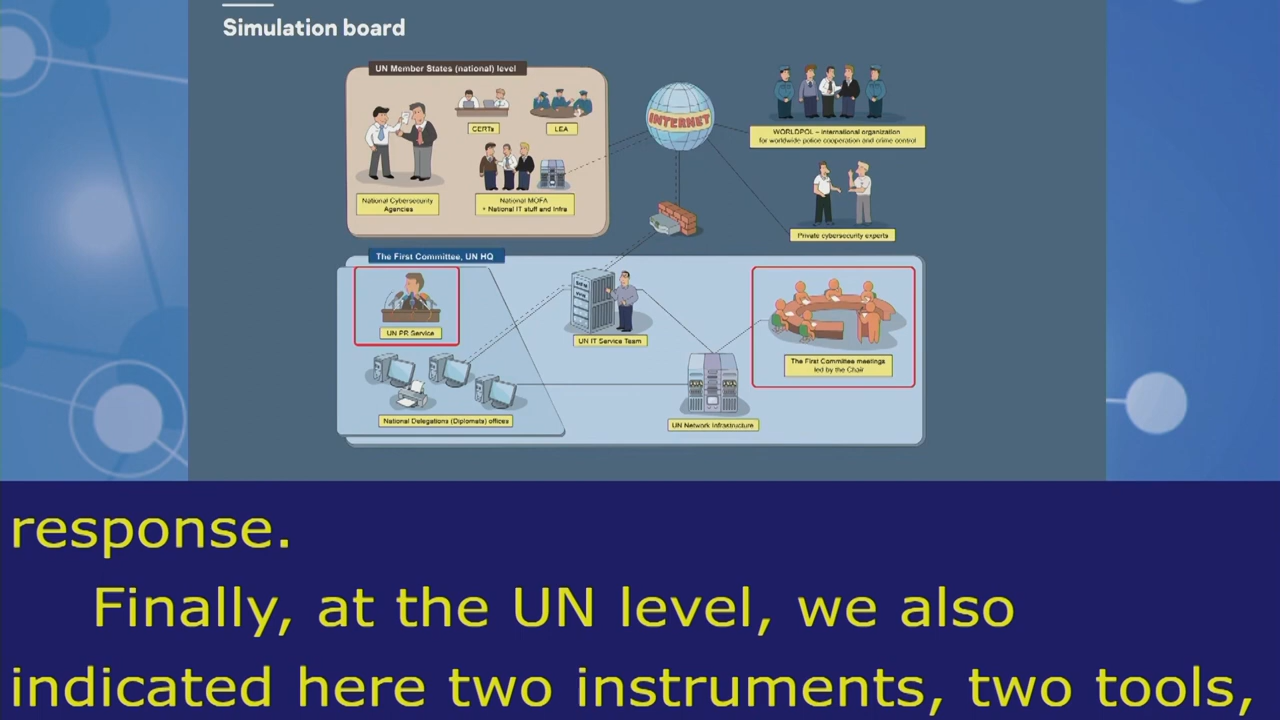 Simulation board
UN Member States (national) level
CERTs
LEA
National Cybersecurity
Agencies
National MOFA
+ National IT stuff and Infra
INTERNET
WORLDPOL – international organization
for worldwide police cooperation and crime control
Private cybersecurity experts
The First Committee, UN HQ
UN PR Service
UN IT Service Team
The First Committee meetings
led by the Chair
National Delegations (Diplomats) offices
UN Network Infrastructure
response.
Finally, at the UN level, we also
indicated here two instruments, two tools,